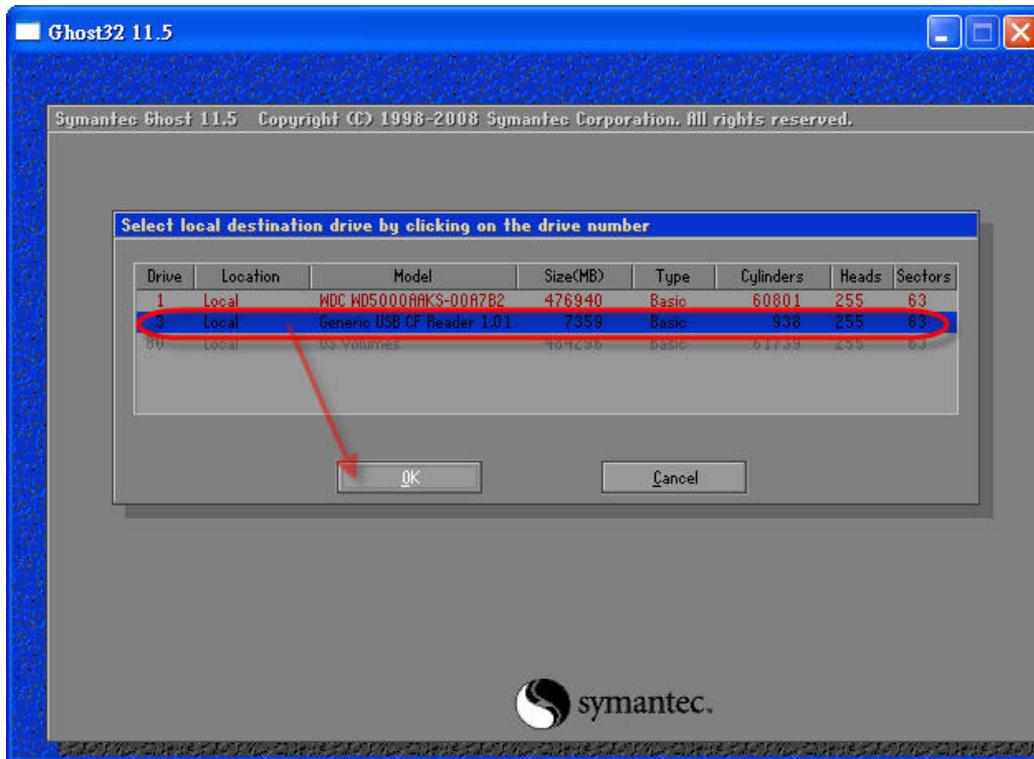 Ghost32 11.5
Symantec Ghost 11.5 Copyright (C) 1998-2008 Symantec Corporation. All rights reserved.
Select local destination drive by clicking on the drive number
Drive Location Model Size(MB) Type Cylinders Heads Sectors
1 Local WDC WD5000AAKS-00A7B2 476940 Basic 60801 255 63
3 Local Generic USB CF Reader 1.01 7359 Basic 938 255 63
80 Local OS Volumes 484296 Basic 61739 255 63
OK Cancel
symantec.